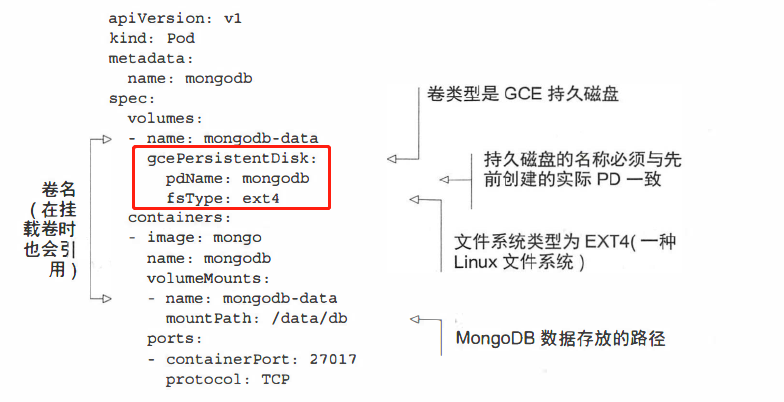 apiVersion: v1
kind: Pod
metadata:
name: mongodb
spec:
volumes:
- name: mongodb-data
gcePersistentDisk:
pdName: mongodb
fsType: ext4
containers:
- image: mongo
name: mongodb
volumeMounts:
- name: mongodb-data
mountPath: /data/db
ports:
- containerPort: 27017
protocol: TCP
卷名
(在挂
载卷时
也会引
用)
卷类型是 GCE 持久磁盘
持久磁盘的名称必须与先
前创建的实际 PD 一致
文件系统类型为 EXT4(一种
Linux 文件系统)
MongoDB 数据存放的路径